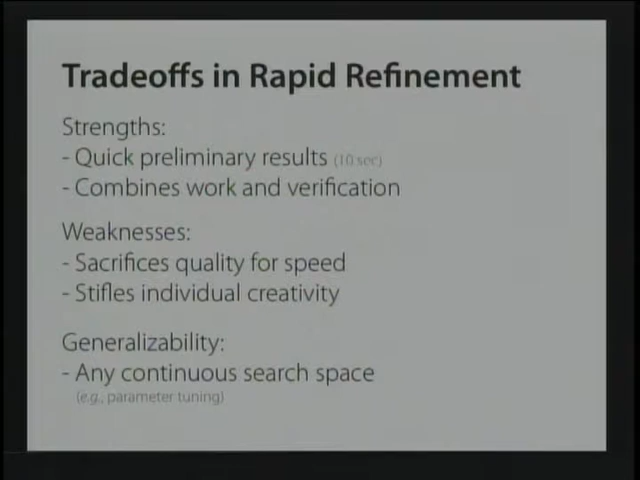 Tradeoffs in Rapid Refinement
Strengths:
- Quick preliminary results (10 sec)
- Combines work and verification
Weaknesses:
- Sacrifices quality for speed
- Stifles individual creativity
Generalizability:
- Any continuous search space
(e.g., parameter tuning)